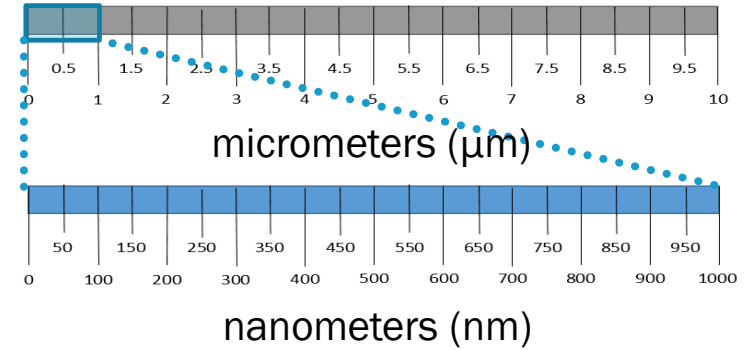 0.5 1.5 2.5 3.5 4.5 5.5 6.5 7.5 8.5 9.5
0 1 2 3 4 5 6 7 8 9 10
micrometers (μm)
50 150 250 350 450 550 650 750 850 950
0 100 200 300 400 500 600 700 800 900 1000
nanometers (nm)